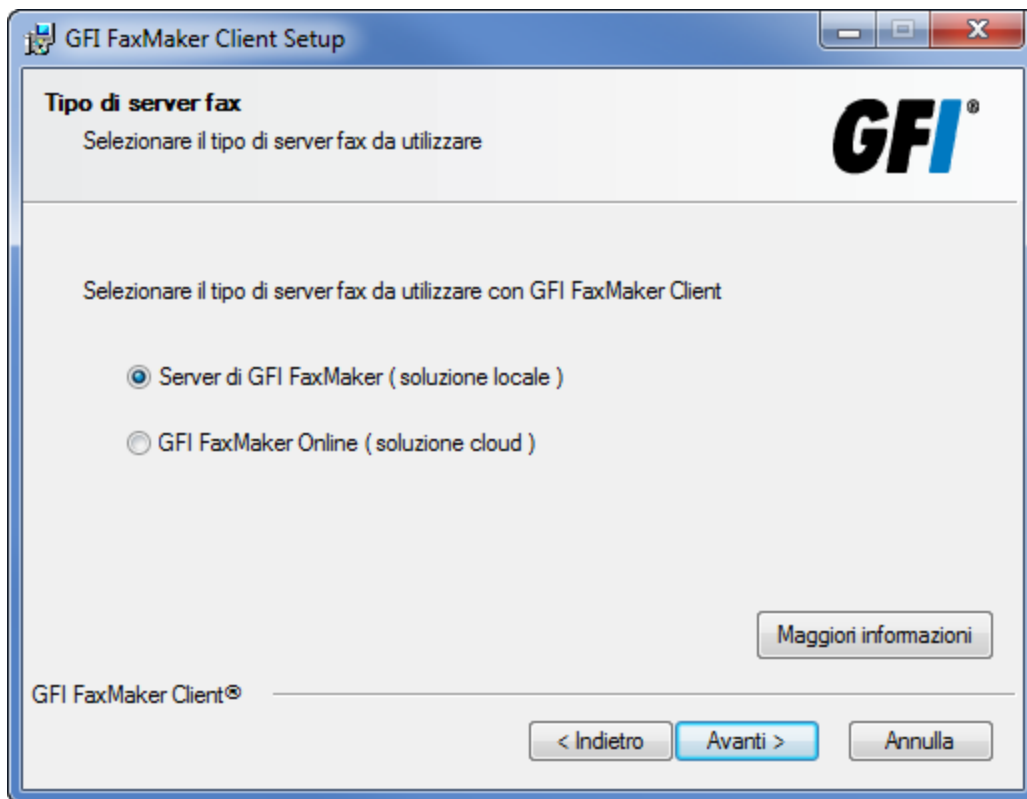 GFI FaxMaker Client Setup
Tipo di server fax
Selezionare il tipo di server fax da utilizzare
GFI®
Selezionare il tipo di server fax da utilizzare con GFI FaxMaker Client
Server di GFI FaxMaker ( soluzione locale )
GFI FaxMaker Online ( soluzione cloud )
Maggiori informazioni
GFI FaxMaker Client®
< Indietro
Avanti >
Annulla